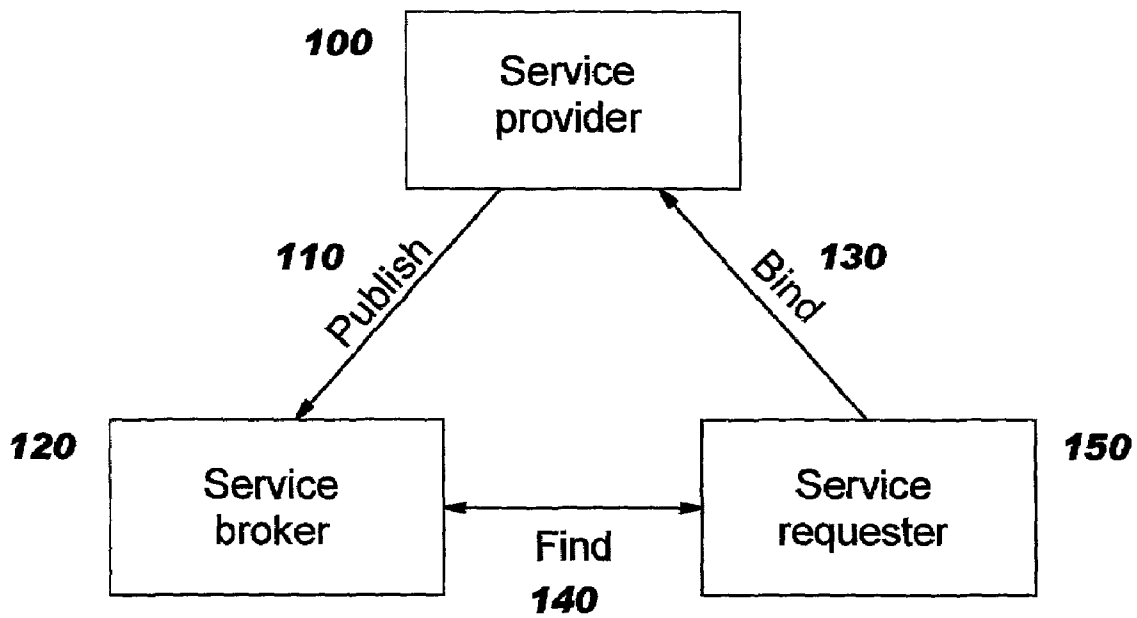 100
Service
provider
110
Publish
Bind
130
120
Service
broker
Find
140
Service
requester
150